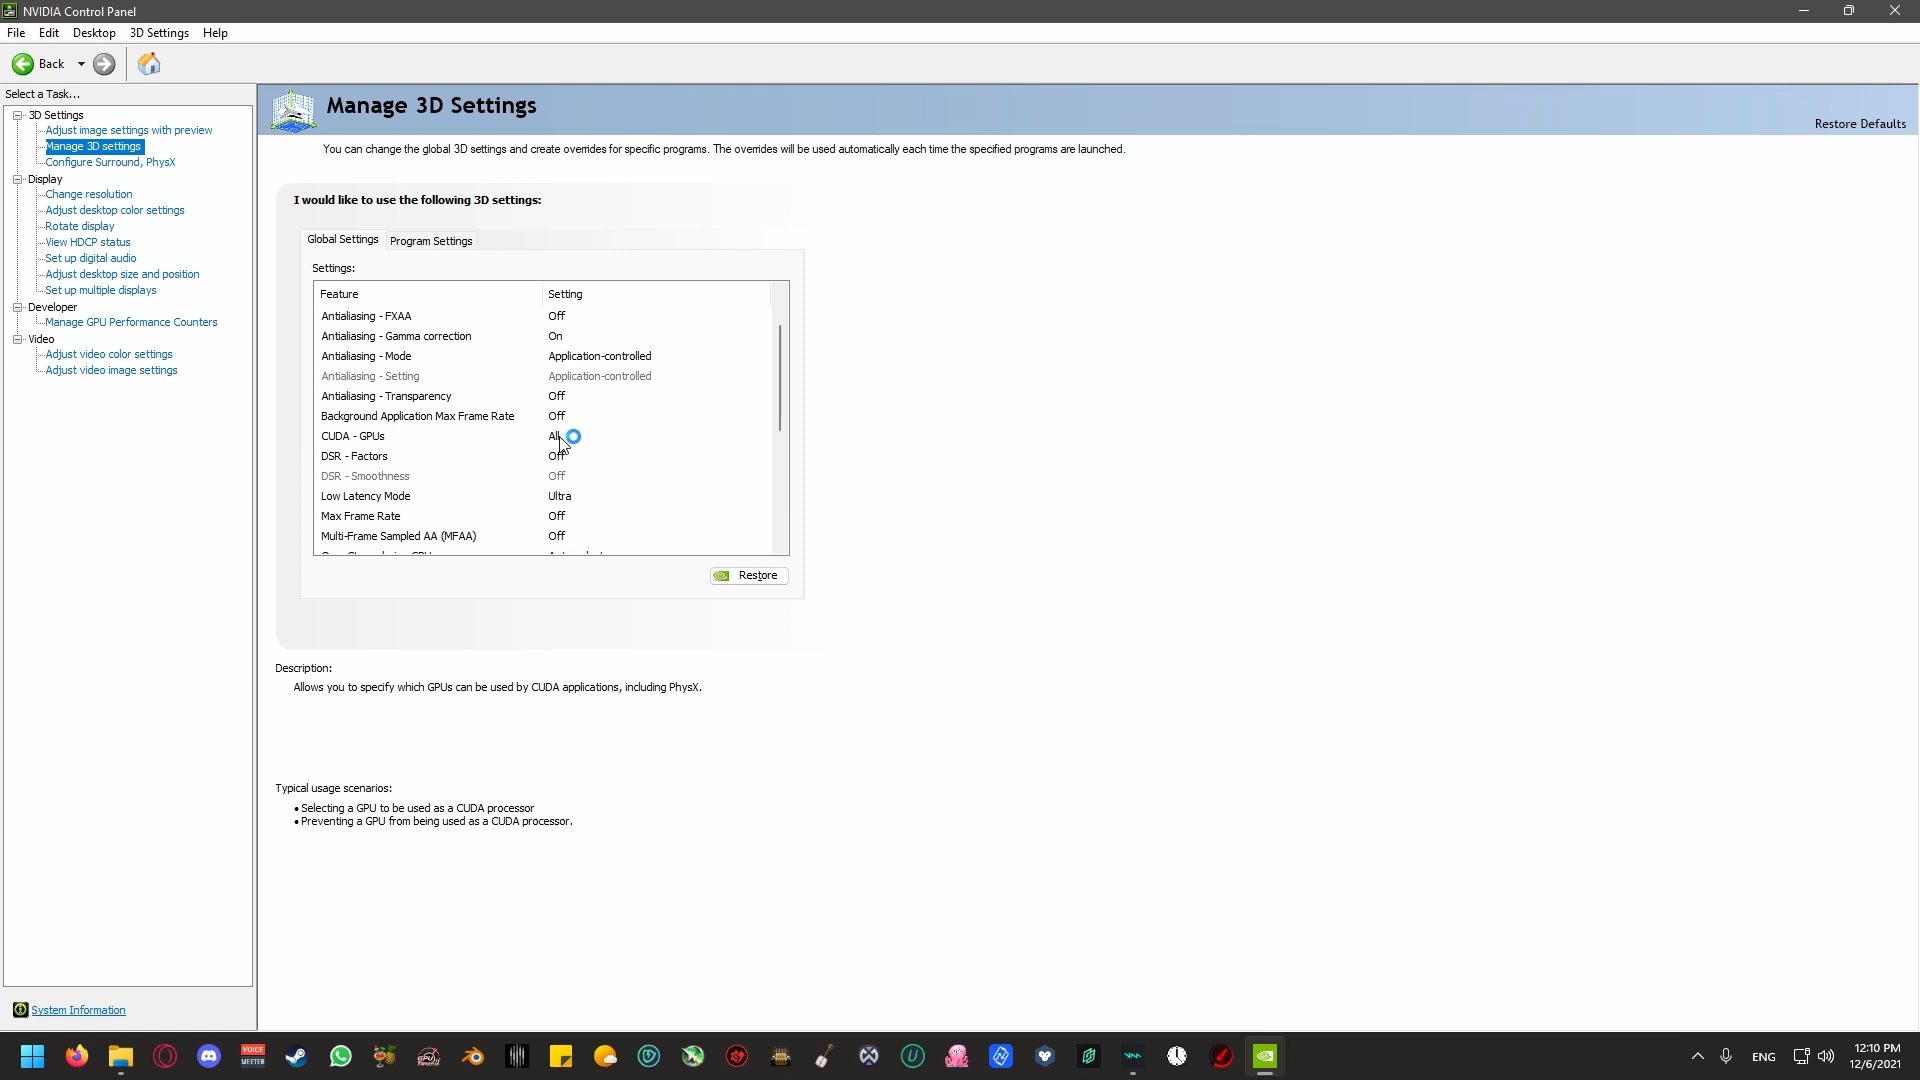 NVIDIA Control Panel
File Edit Desktop 3D Settings Help
Back
Select a Task...
3D Settings
Adjust image settings with preview
Manage 3D settings
Configure Surround, PhysX
Display
Change resolution
Adjust desktop color settings
Rotate display
View HDCP status
Set up digital audio
Adjust desktop size and position
Set up multiple displays
Developer
Manage GPU Performance Counters
Video
Adjust video color settings
Adjust video image settings
System Information
Manage 3D Settings
Restore Defaults
You can change the global 3D settings and create overrides for specific programs. The overrides will be used automatically each time the specified programs are launched.
I would like to use the following 3D settings:
Global Settings Program Settings
Settings:
Feature Setting
Antialiasing - FXAA Off
Antialiasing - Gamma correction On
Antialiasing - Mode Application-controlled
Antialiasing - Setting Application-controlled
Antialiasing - Transparency Off
Background Application Max Frame Rate Off
CUDA - GPUs All
DSR - Factors Off
DSR - Smoothness Off
Low Latency Mode Ultra
Max Frame Rate Off
Multi-Frame Sampled AA (MFAA) Off
Restore
Description:
Allows you to specify which GPUs can be used by CUDA applications, including PhysX.
Typical usage scenarios:
• Selecting a GPU to be used as a CUDA processor
• Preventing a GPU from being used as a CUDA processor.
VOICE
MEETER
ENG
12:10 PM
12/6/2021